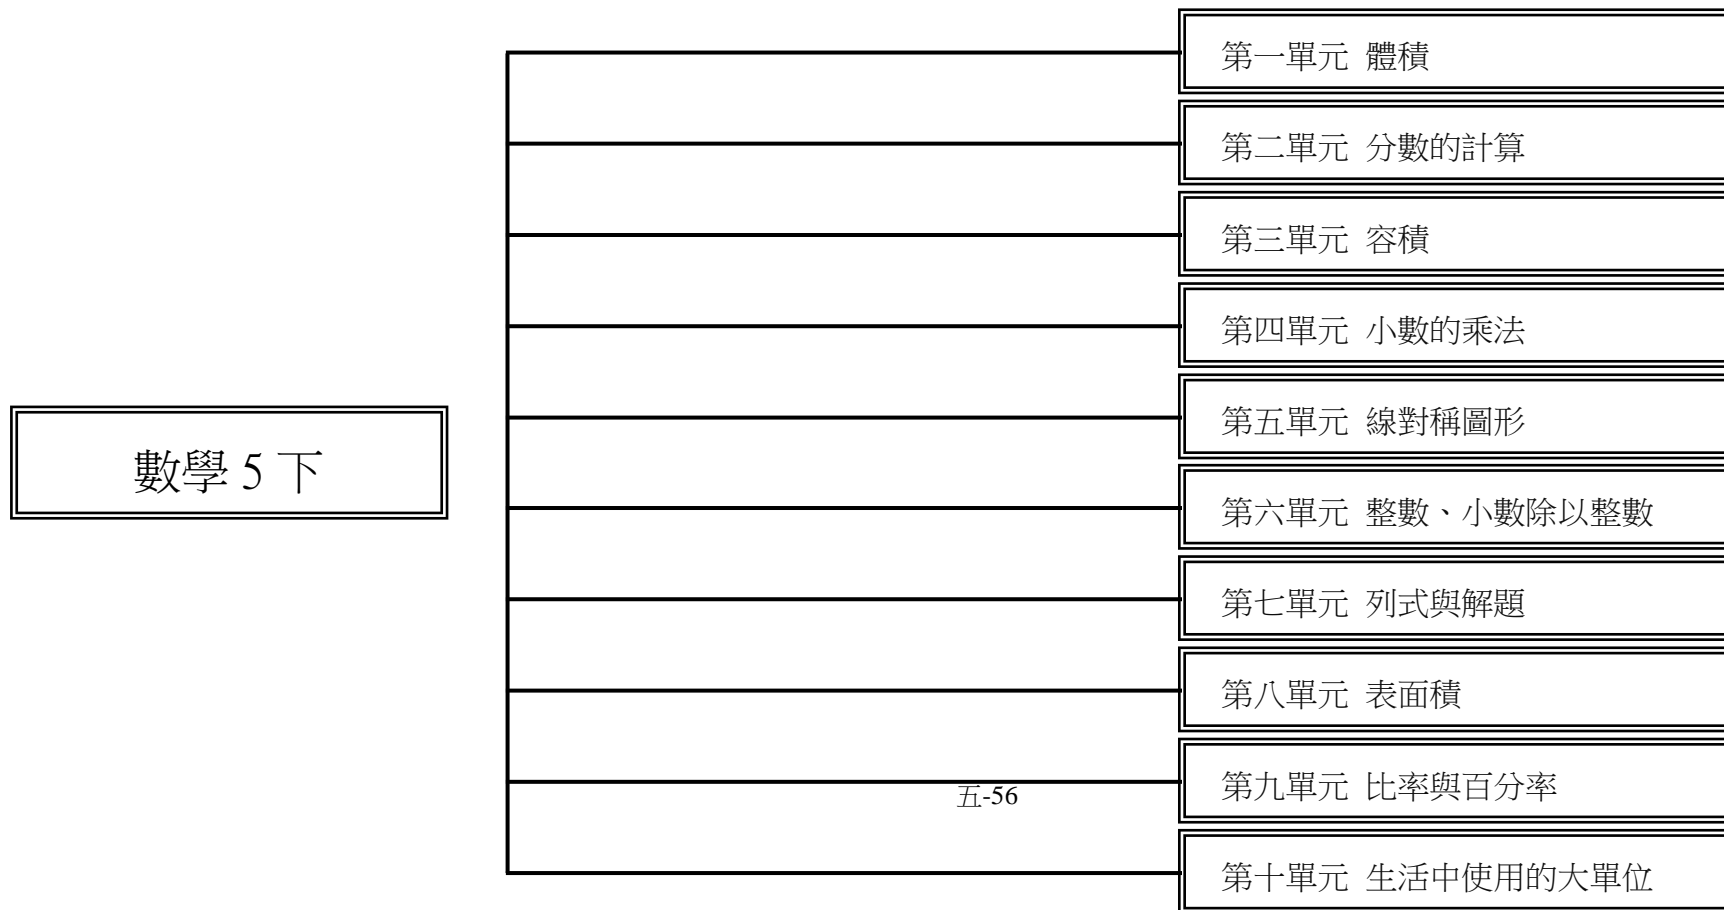 第一單元 體積
第二單元 分數的計算
第三單元 容積
第四單元 小數的乘法
第五單元 線對稱圖形
數學 5 下
第六單元 整數、小數除以整數
第七單元 列式與解題
第八單元 表面積
第九單元 比率與百分率
五-56
第十單元 生活中使用的大單位